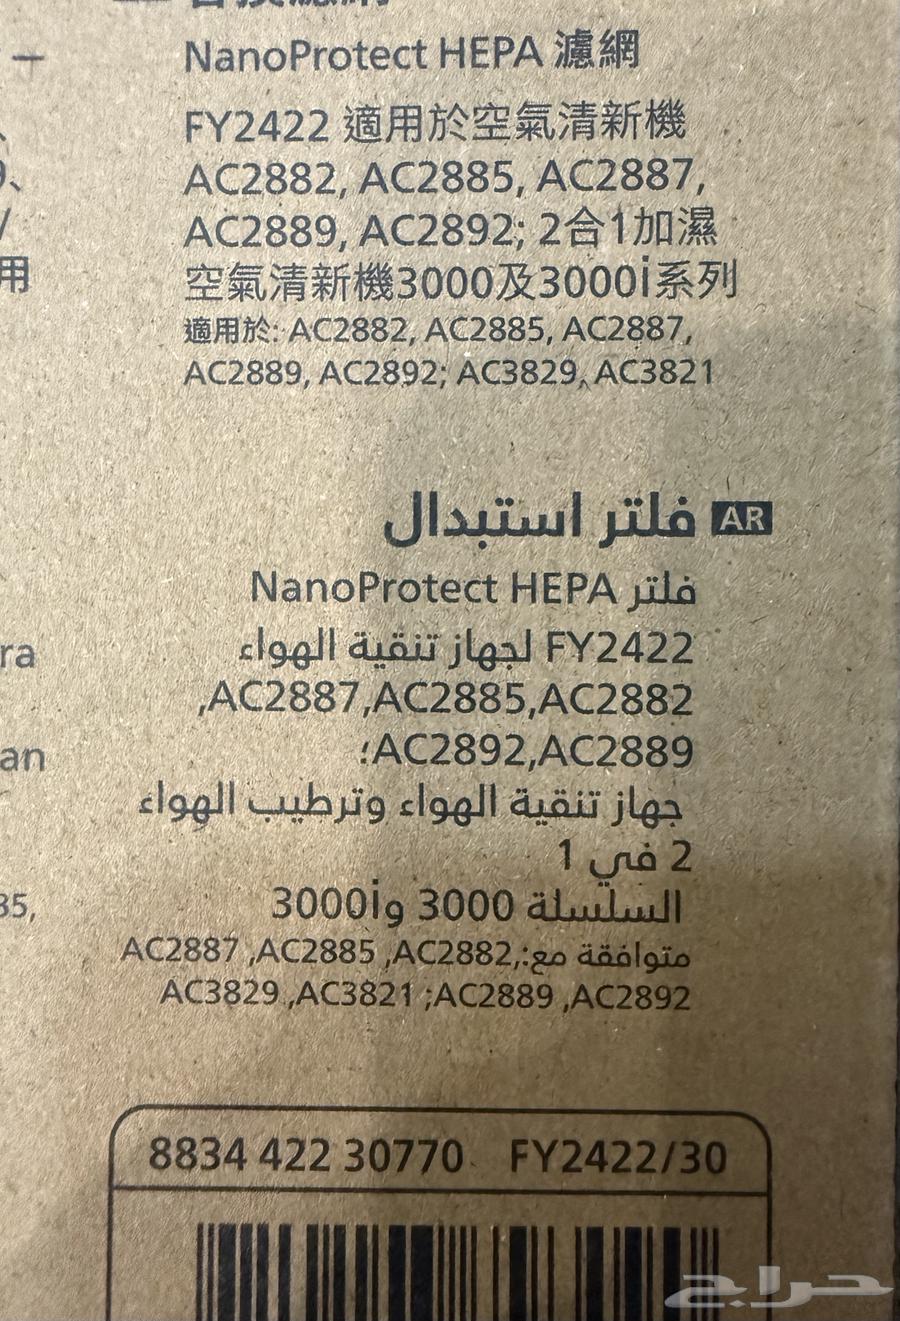 NanoProtect HEPA 濾網
FY2422 適用於空氣清新機
AC2882, AC2885, AC2887,
AC2889, AC2892; 2合1加濕
空氣清新機3000及3000i系列
適用於: AC2882, AC2885, AC2887,
AC2889, AC2892; AC3829, AC3821
用
ra
an
35,
AR فلتر استبدال
فلتر NanoProtect HEPA
FY2422 لجهاز تنقية الهواء
AC2882,AC2885,AC2887,
AC2889,AC2892؛
جهاز تنقية الهواء وترطيب الهواء
2 في 1
السلسلة 3000 و3000i
متوافقة مع:,AC2882, AC2885, AC2887
AC2892, AC2889; AC3821, AC3829
8834 422 30770 FY2422/30
حراج